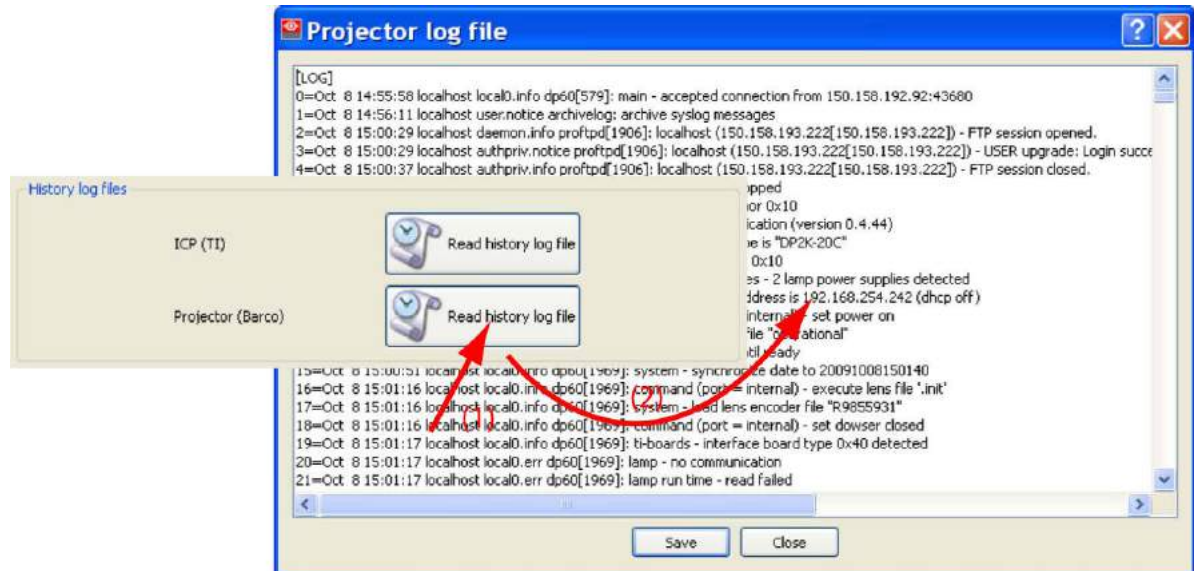 Projector log file
[LOG]
0=Oct 8 14:55:58 localhost local0.info dp60[579]: main - accepted connection from 150.158.192.92:43680
1=Oct 8 14:56:11 localhost user.notice archivelog: archive syslog messages
2=Oct 8 15:00:29 localhost daemon.info proftpd[1906]: localhost (150.158.193.222[150.158.193.222]) - FTP session opened.
3=Oct 8 15:00:29 localhost authpriv.notice proftpd[1906]: localhost (150.158.193.222[150.158.193.222]) - USER upgrade: Login succe
4=Oct 8 15:00:37 localhost authpriv.info proftpd[1906]: localhost (150.158.193.222[150.158.193.222]) - FTP session closed.
opped
or 0x10
ication (version 0.4.44)
e is "DP2K-20C"
0x10
es - 2 lamp power supplies detected
ddress is 192.168.254.242 (dhcp off)
internal) - set power on
file "operational"
til ready
15=Oct 8 15:00:51 localhost local0.info dp60[1969]: system - synchronize date to 20091008150140
16=Oct 8 15:01:16 localhost local0.info dp60[1969]: command (port = internal) - execute lens file ".init"
17=Oct 8 15:01:16 localhost local0.info dp60[1969]: system - load lens encoder file "R9855931"
18=Oct 8 15:01:16 localhost local0.info dp60[1969]: command (port = internal) - set dowser closed
19=Oct 8 15:01:17 localhost local0.info dp60[1969]: ti-boards - interface board type 0x40 detected
20=Oct 8 15:01:17 localhost local0.err dp60[1969]: lamp - no communication
21=Oct 8 15:01:17 localhost local0.err dp60[1969]: lamp run time - read failed
Save Close
History log files
ICP (TI) Read history log file
Projector (Barco) Read history log file
(1)
(2)